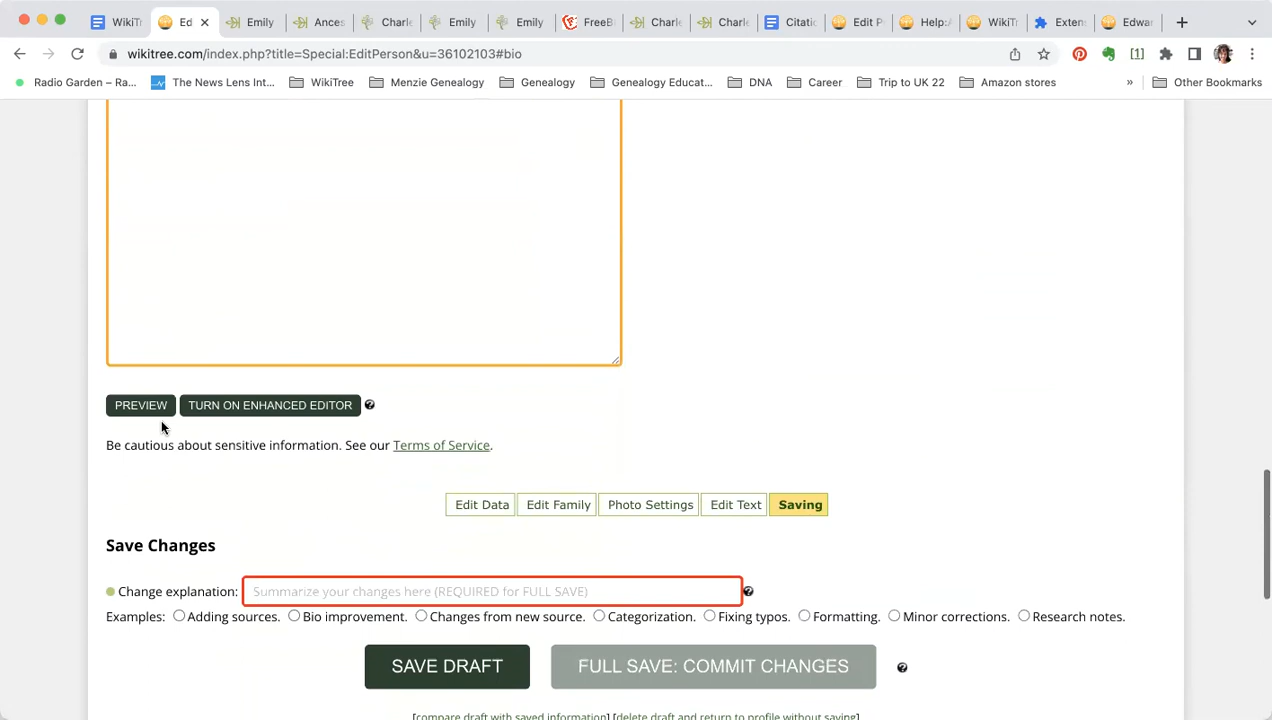 WikiTr
Ed
Emily
Ances
Charle
Emily
Emily
FreeB
Charle
Charle
Citatio
Edit P
Help:
WikiTr
Exten
Edwar
wikitree.com/index.php?title=Special:EditPerson&u=36102103#bio
Radio Garden – Ra...
The News Lens Int...
WikiTree
Menzie Genealogy
Genealogy
Genealogy Educat...
DNA
Career
Trip to UK 22
Amazon stores
»
Other Bookmarks
PREVIEW
TURN ON ENHANCED EDITOR
Be cautious about sensitive information. See our Terms of Service.
Edit Data
Edit Family
Photo Settings
Edit Text
Saving
Save Changes
Change explanation:
Summarize your changes here (REQUIRED for FULL SAVE)
Examples: Adding sources. Bio improvement. Changes from new source. Categorization. Fixing typos. Formatting. Minor corrections. Research notes.
SAVE DRAFT
FULL SAVE: COMMIT CHANGES
[compare draft with saved information] [delete draft and return to profile without saving]